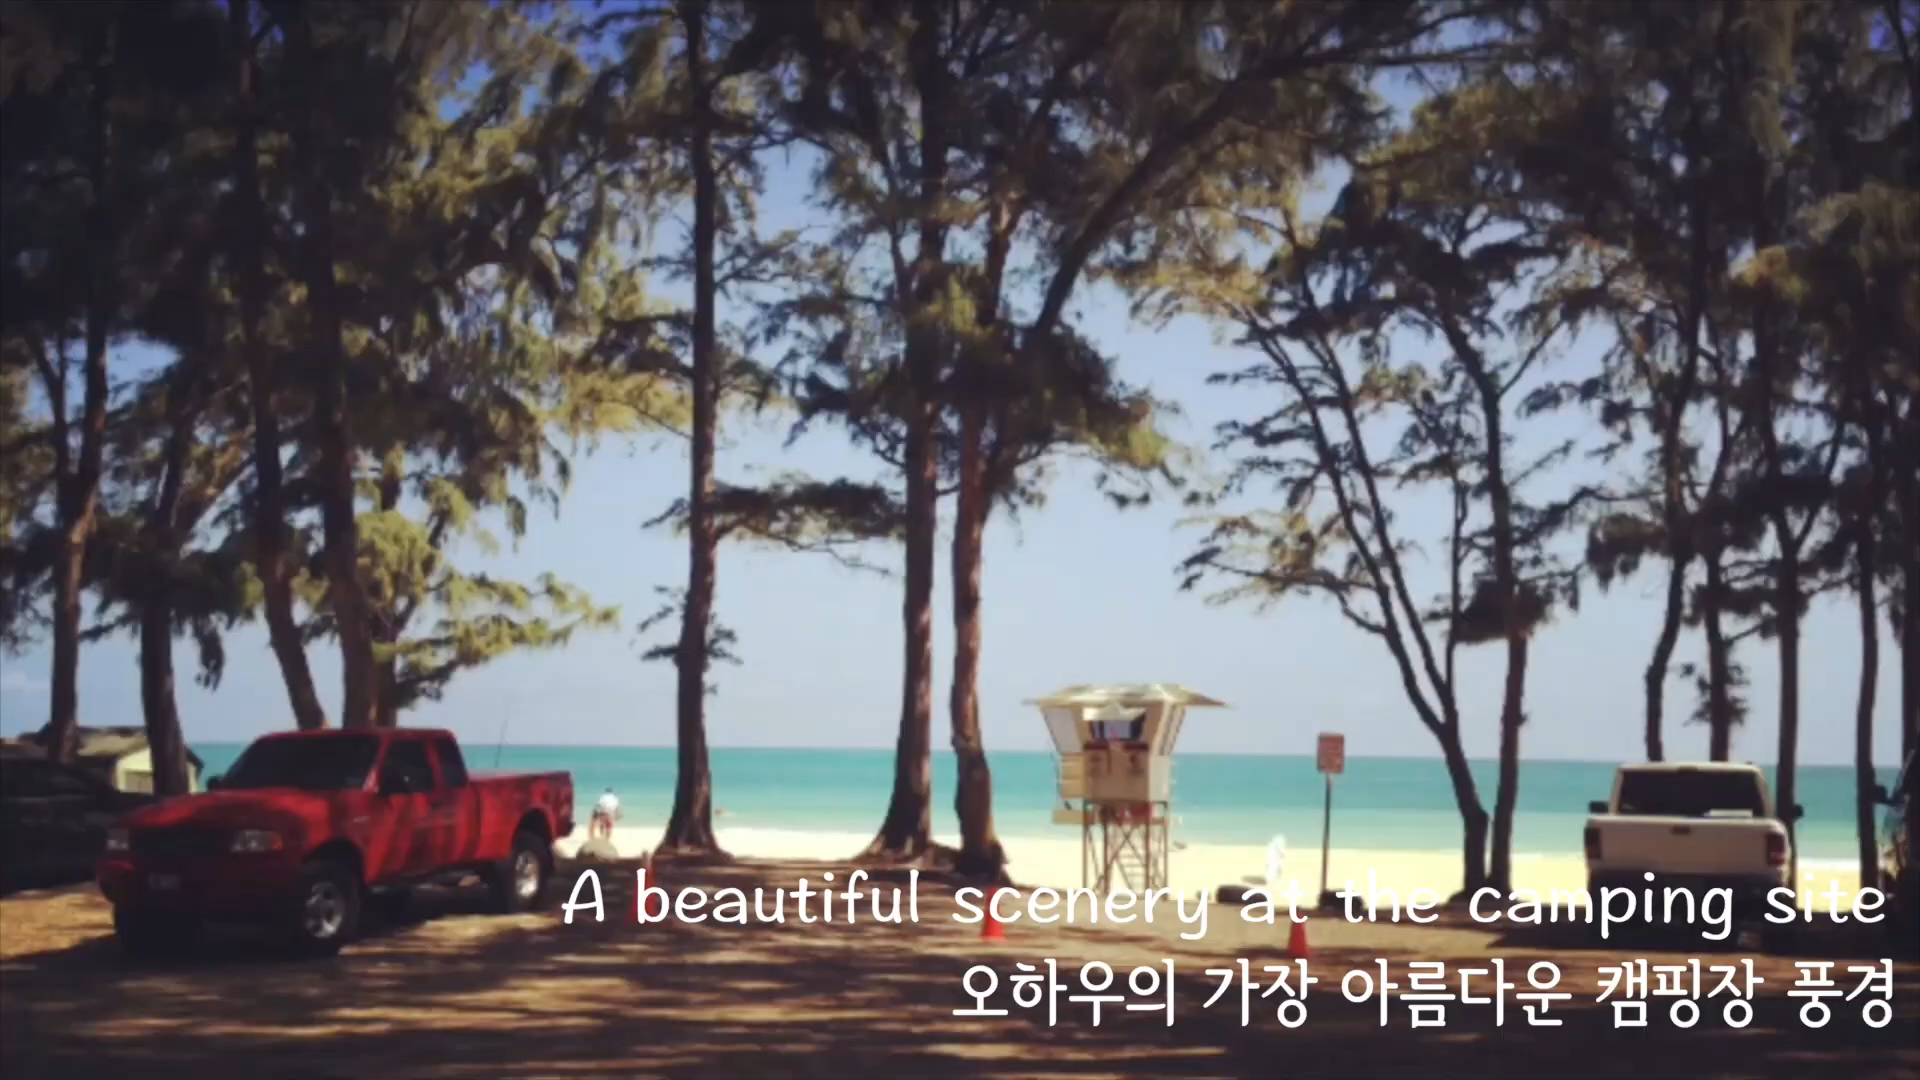 A beautiful scenery at the camping site
오하우의 가장 아름다운 캠핑장 풍경